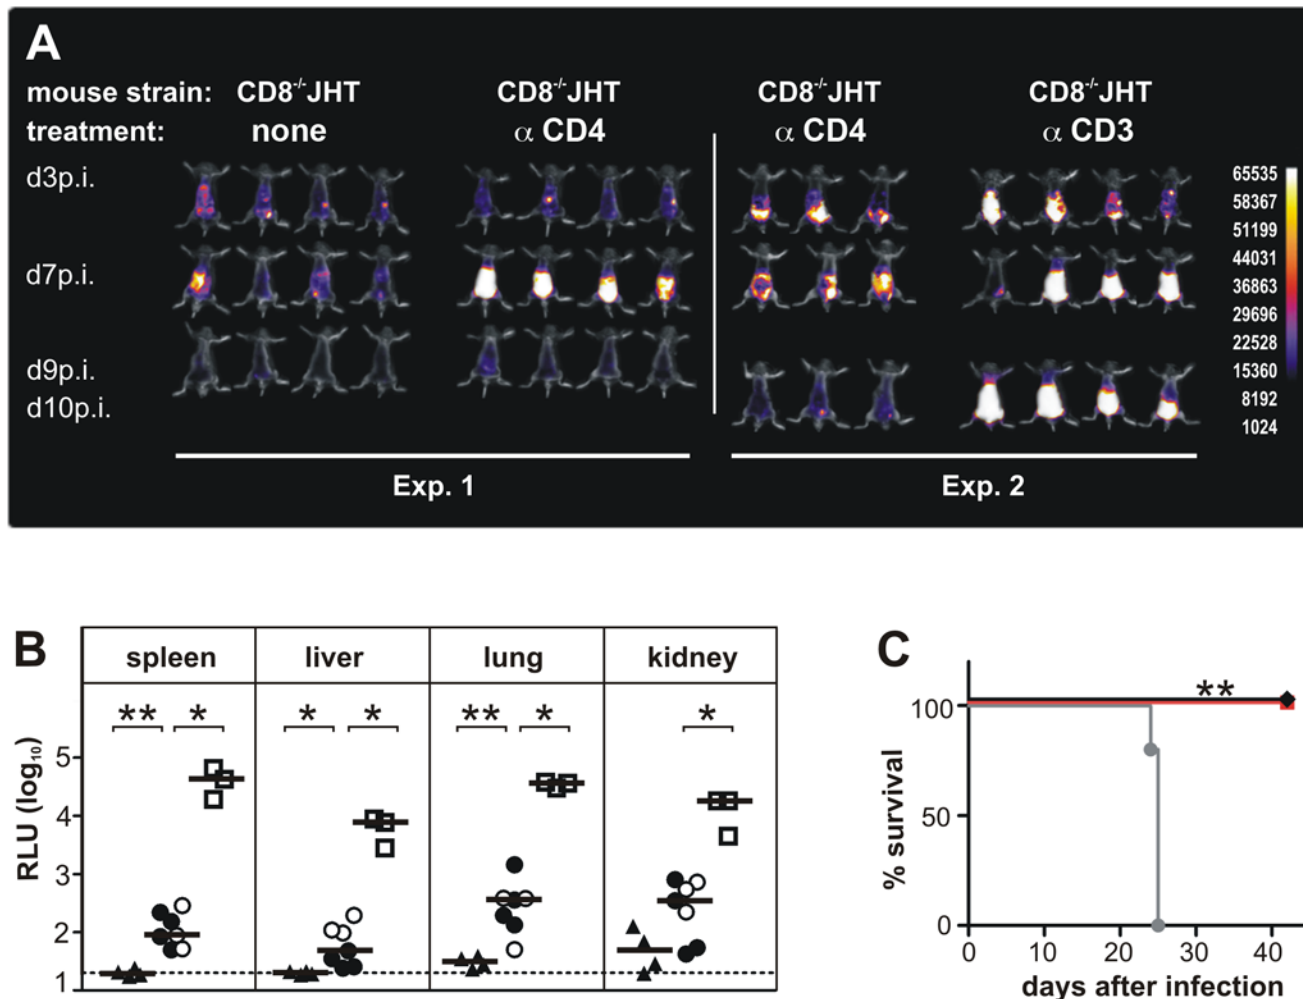 A
mouse strain: CD8-/-JHT CD8-/-JHT CD8-/-JHT CD8-/-JHT
treatment: none α CD4 α CD4 α CD3
d3p.i.
d7p.i.
d9p.i.
d10p.i.
65535
58367
51199
44031
36863
29696
22528
15360
8192
1024
Exp. 1 Exp. 2
B
spleen liver lung kidney
** * * * ** * *
RLU (log10)
5
4
3
2
1
C
**
% survival
100
50
0
0 10 20 30 40
days after infection